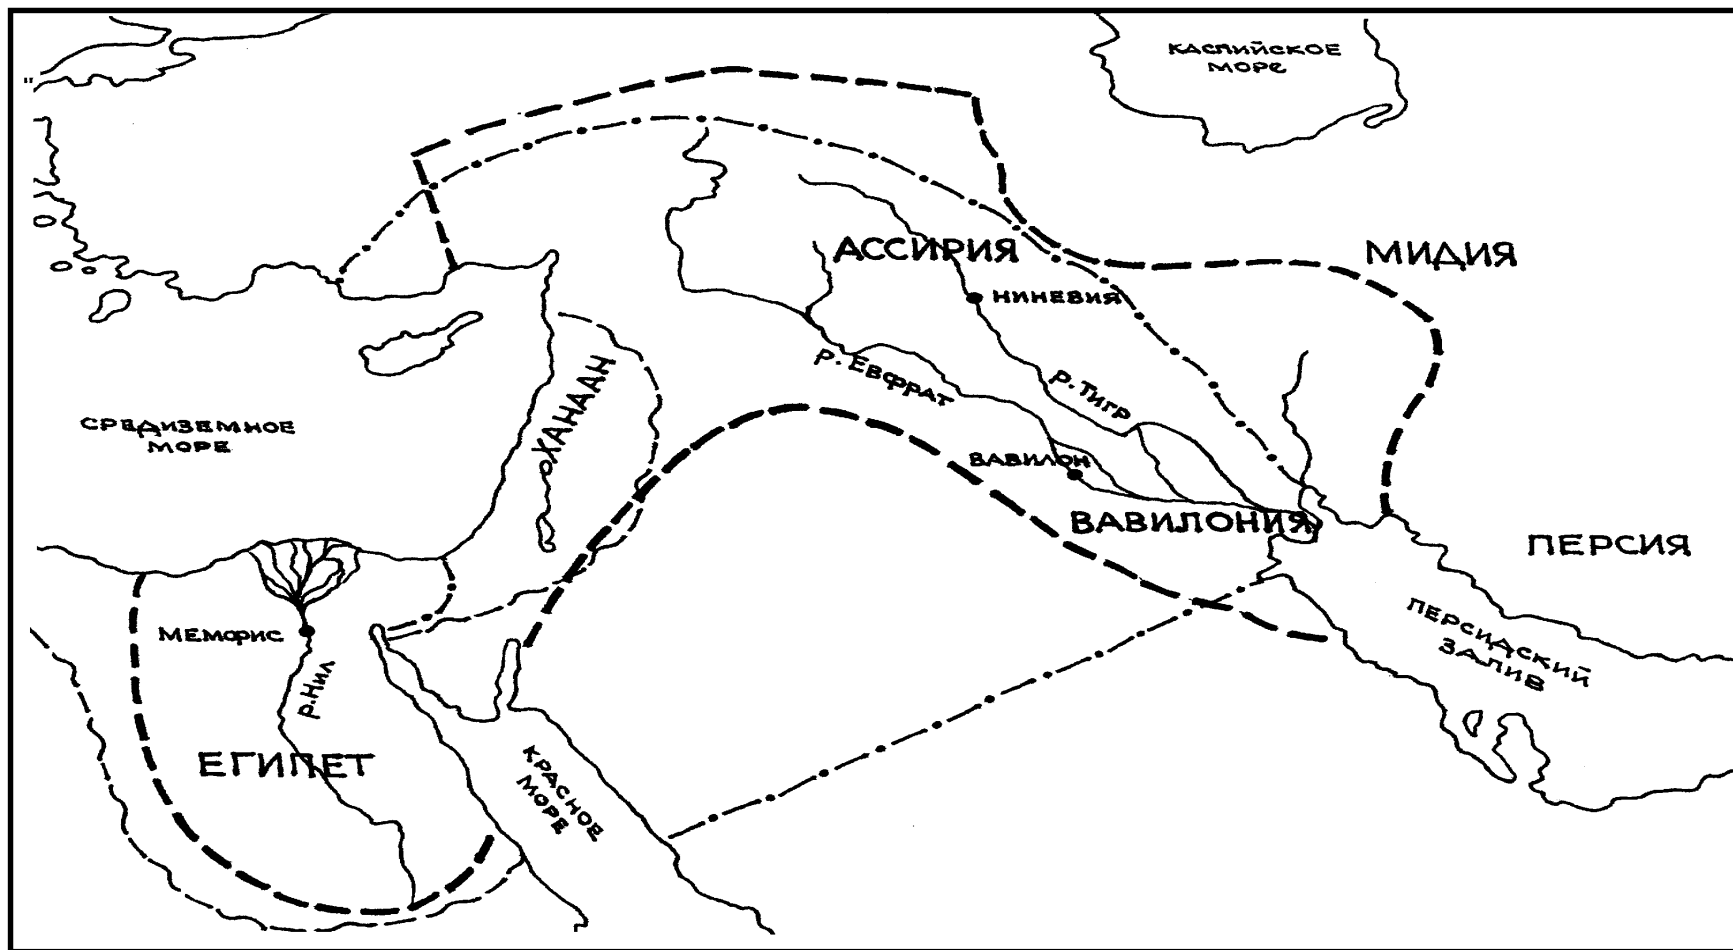 КАСПИЙСКОЕ
МОРЕ
АССИРИЯ
МИДИЯ
НИНЕВИЯ
р. ЕВФРАТ
р. ТИГР
ХАНААН
СРЕДИЗЕМНОЕ
МОРЕ
ВАВИЛОН
ВАВИЛОНИЯ
ПЕРСИЯ
МЕМФИС
р. Нил
ПЕРСИДСКИЙ
ЗАЛИВ
ЕГИПЕТ
КРАСНОЕ
МОРЕ